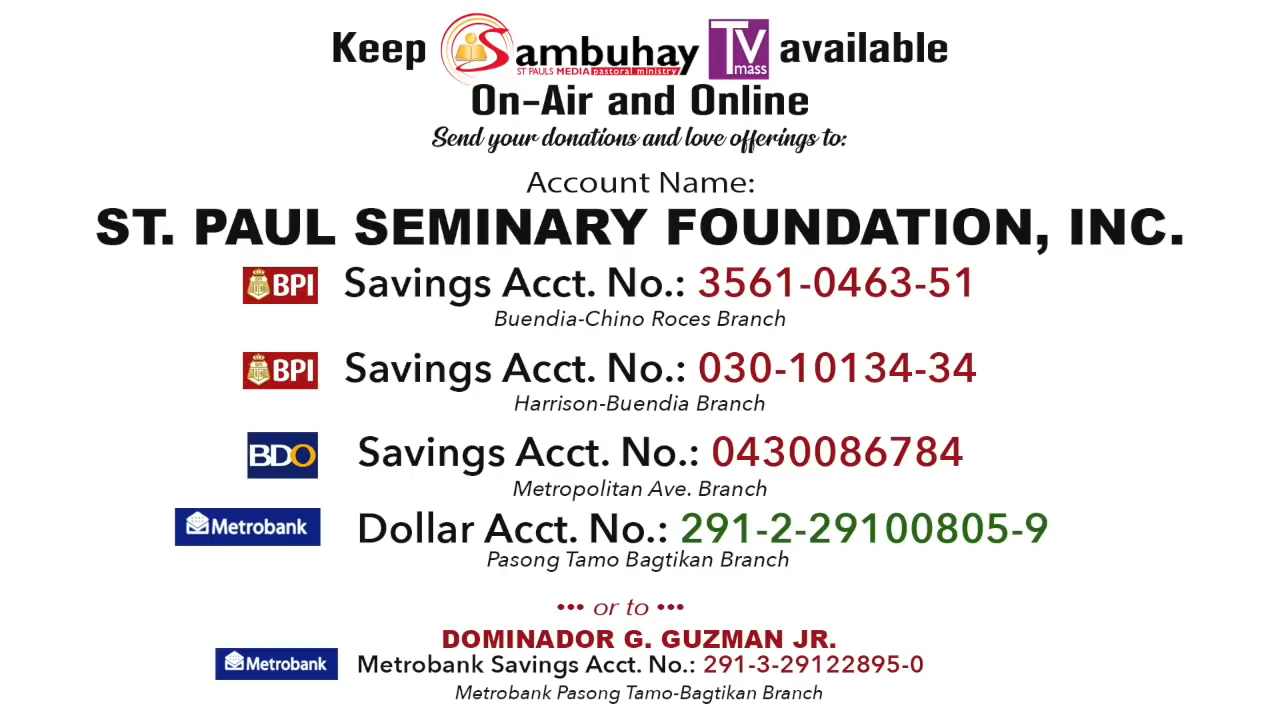 Keep Sambuhay TV mass available
ST PAULS MEDIA pastoral ministry
On-Air and Online
Send your donations and love offerings to:
Account Name:
ST. PAUL SEMINARY FOUNDATION, INC.
BPI Savings Acct. No.: 3561-0463-51
Buendia-Chino Roces Branch
BPI Savings Acct. No.: 030-10134-34
Harrison-Buendia Branch
BDO Savings Acct. No.: 0430086784
Metropolitan Ave. Branch
Metrobank Dollar Acct. No.: 291-2-29100805-9
Pasong Tamo Bagtikan Branch
••• or to •••
DOMINADOR G. GUZMAN JR.
Metrobank Metrobank Savings Acct. No.: 291-3-29122895-0
Metrobank Pasong Tamo-Bagtikan Branch